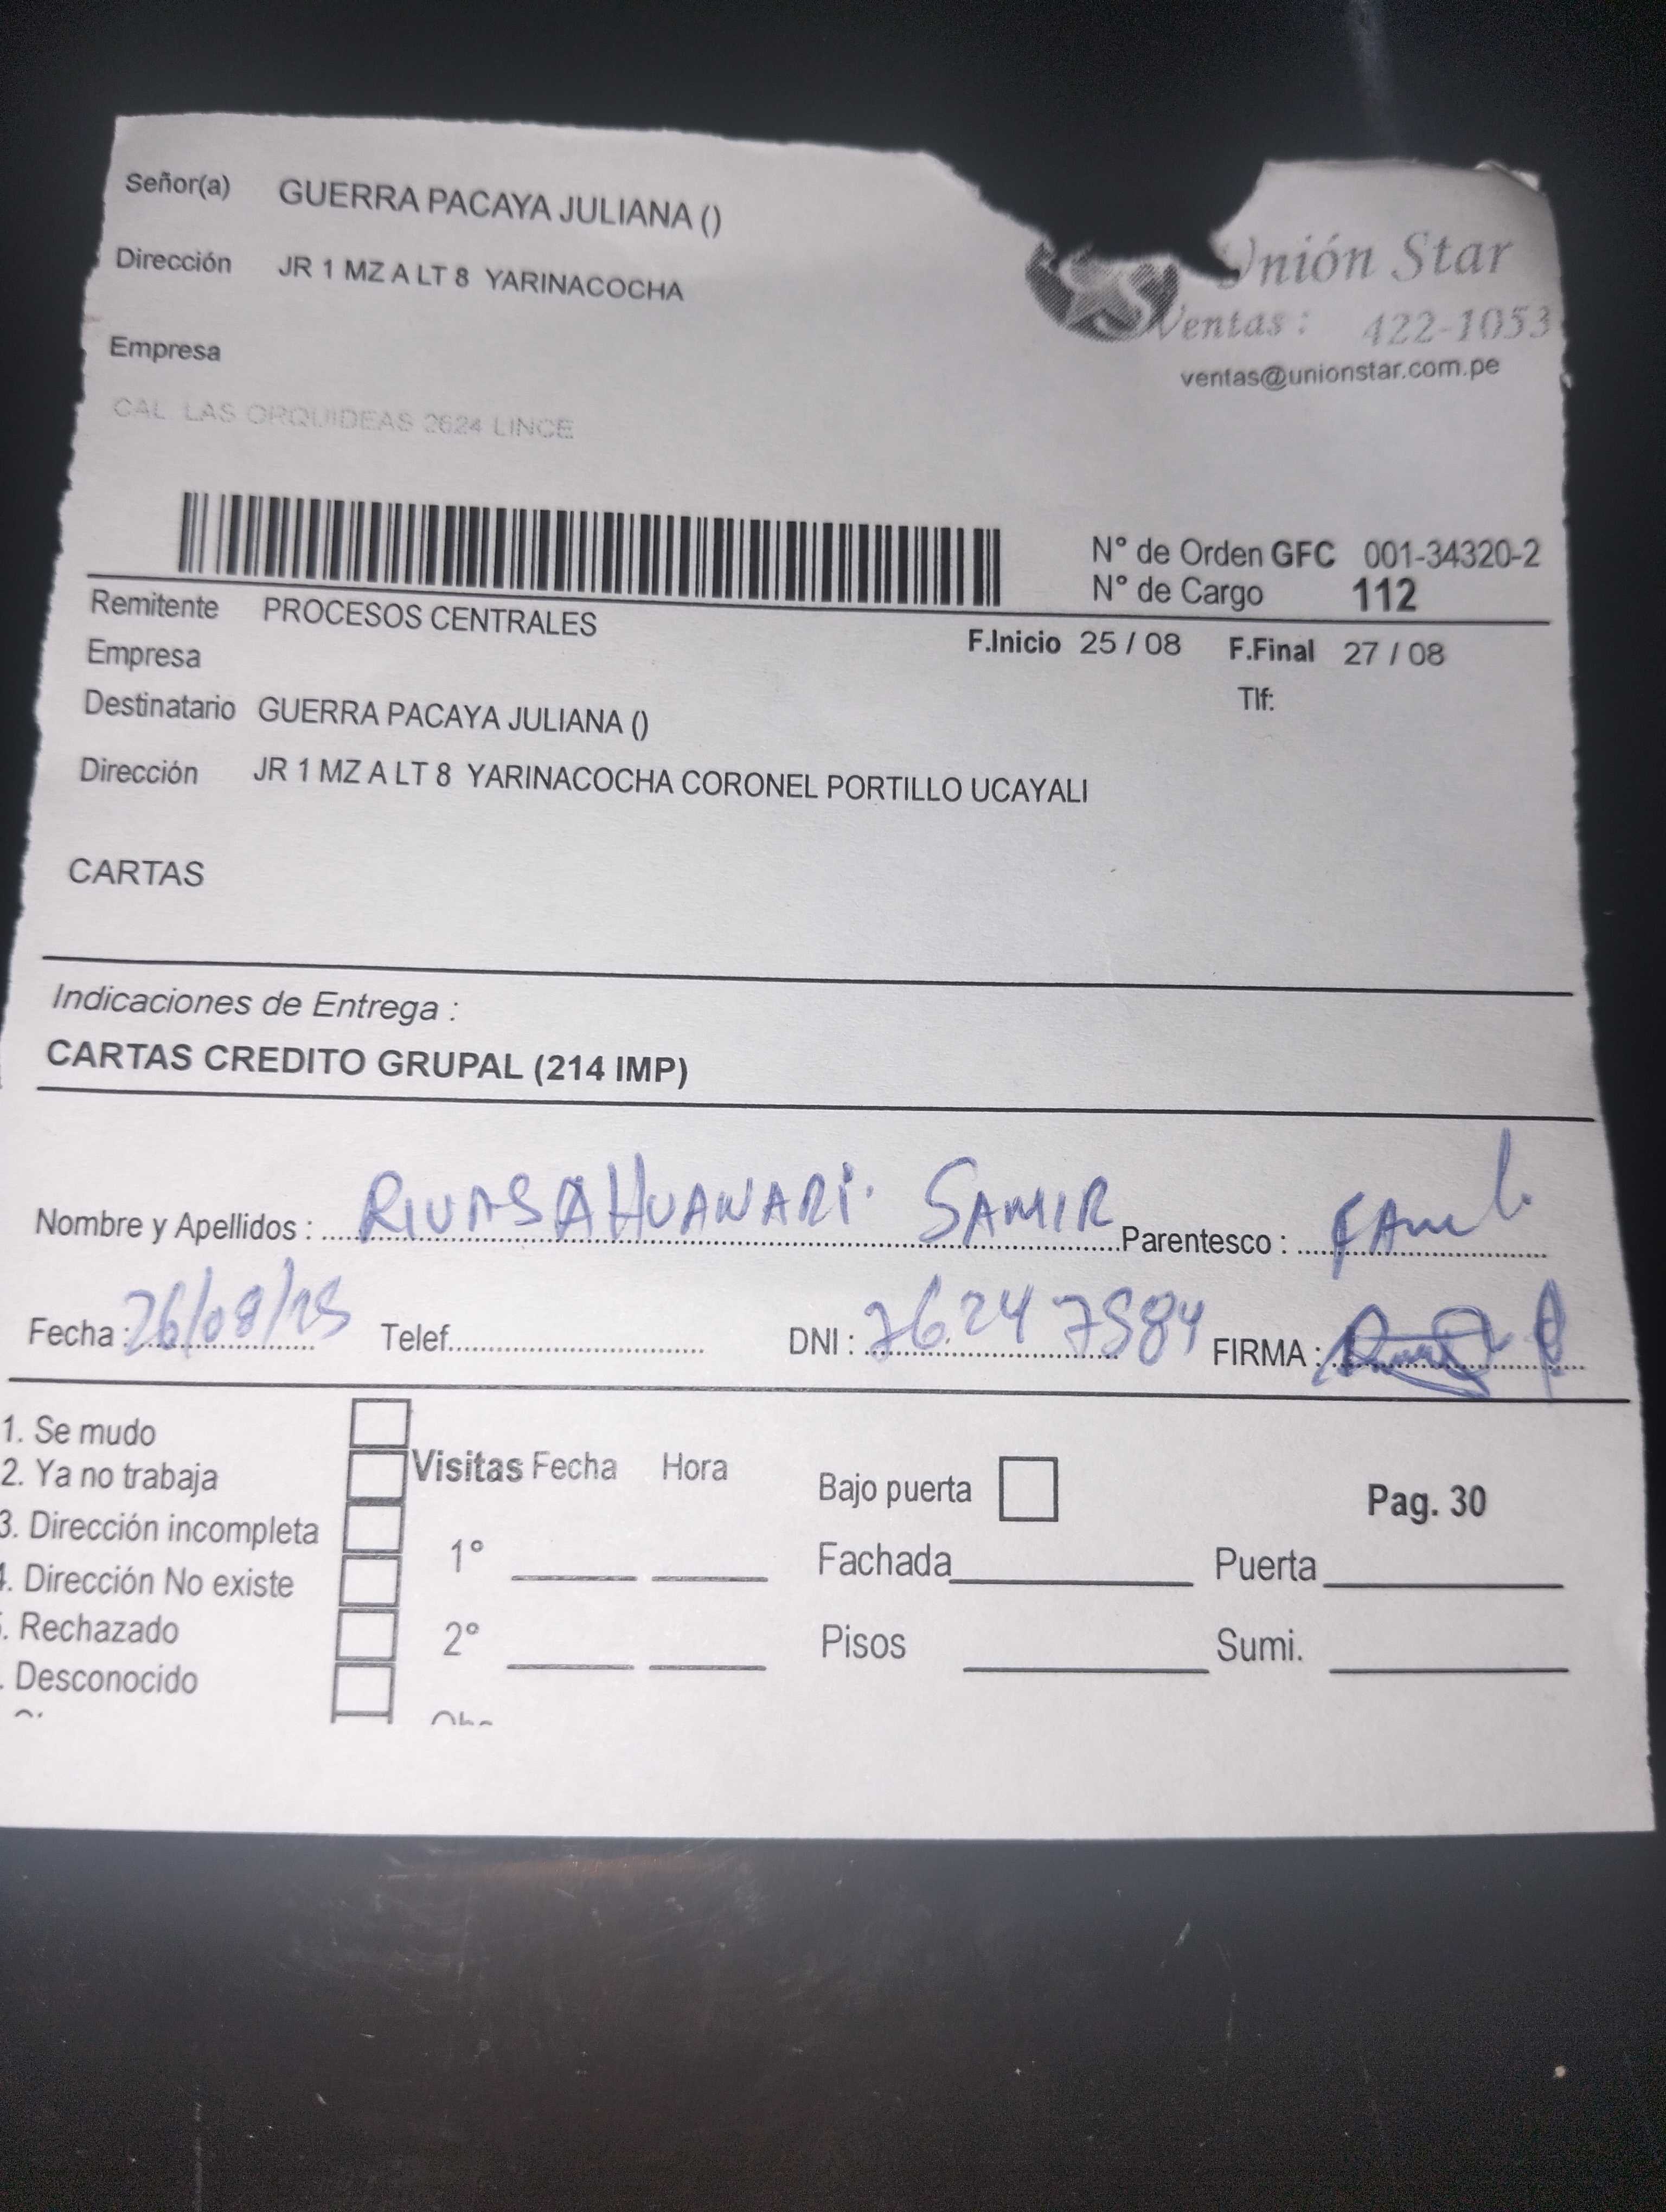 Señor(a) GUERRA PACAYA JULIANA ()
Dirección JR 1 MZ A LT 8 YARINACOCHA
Unión Star
Ventas : 422-1053
ventas@unionstar.com.pe
Empresa
CAL LAS ORQUIDEAS 2624 LINCE
N° de Orden GFC 001-34320-2
N° de Cargo 112
Remitente PROCESOS CENTRALES
F.Inicio 25 / 08 F.Final 27 / 08
Empresa
Tlf:
Destinatario GUERRA PACAYA JULIANA ()
Dirección JR 1 MZ A LT 8 YARINACOCHA CORONEL PORTILLO UCAYALI
CARTAS
Indicaciones de Entrega :
CARTAS CREDITO GRUPAL (214 IMP)
Nombre y Apellidos : RIVAS AHUANARI SAMIR Parentesco :
Fecha : 26/08/25 Telef. DNI : 76247584 FIRMA :
1. Se mudo
2. Ya no trabaja
3. Dirección incompleta
. Dirección No existe
. Rechazado
. Desconocido
Visitas Fecha Hora
1°
2°
Bajo puerta
Pag. 30
Fachada Puerta
Pisos Sumi.